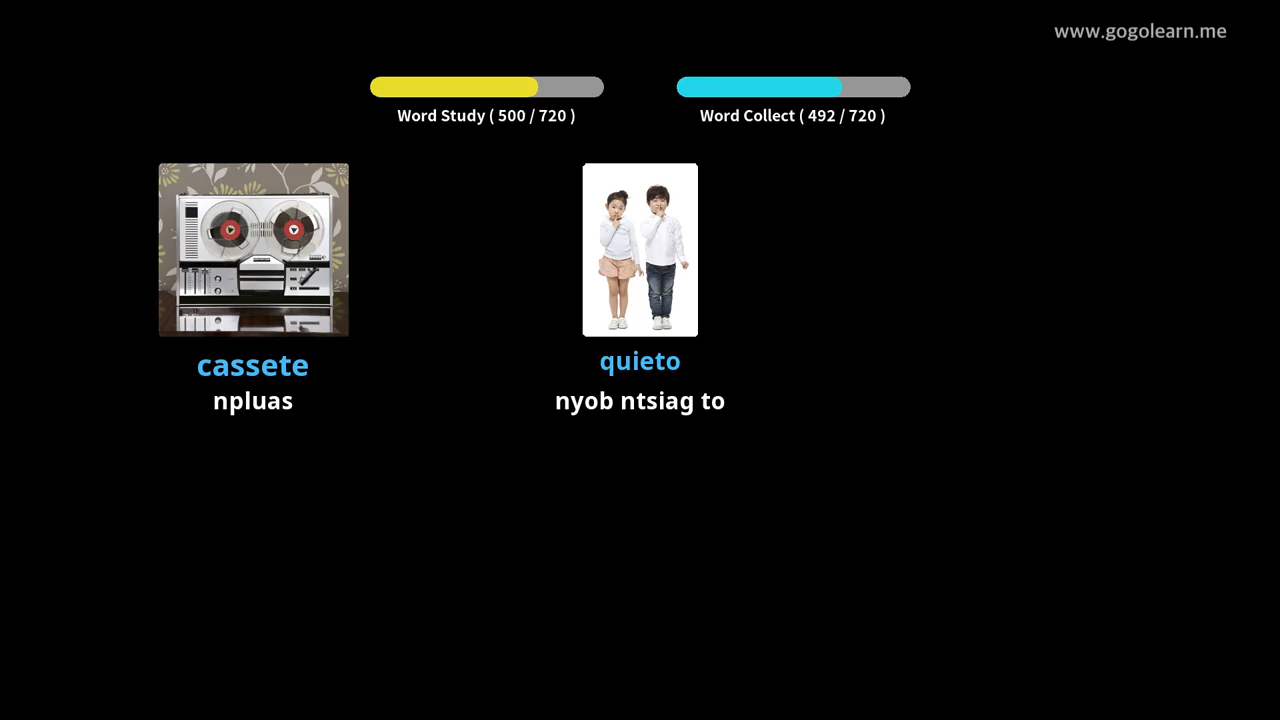 www.gogolearn.me
Word Study ( 500 / 720 )
Word Collect ( 492 / 720 )
cassete
npluas
quieto
nyob ntsiag to